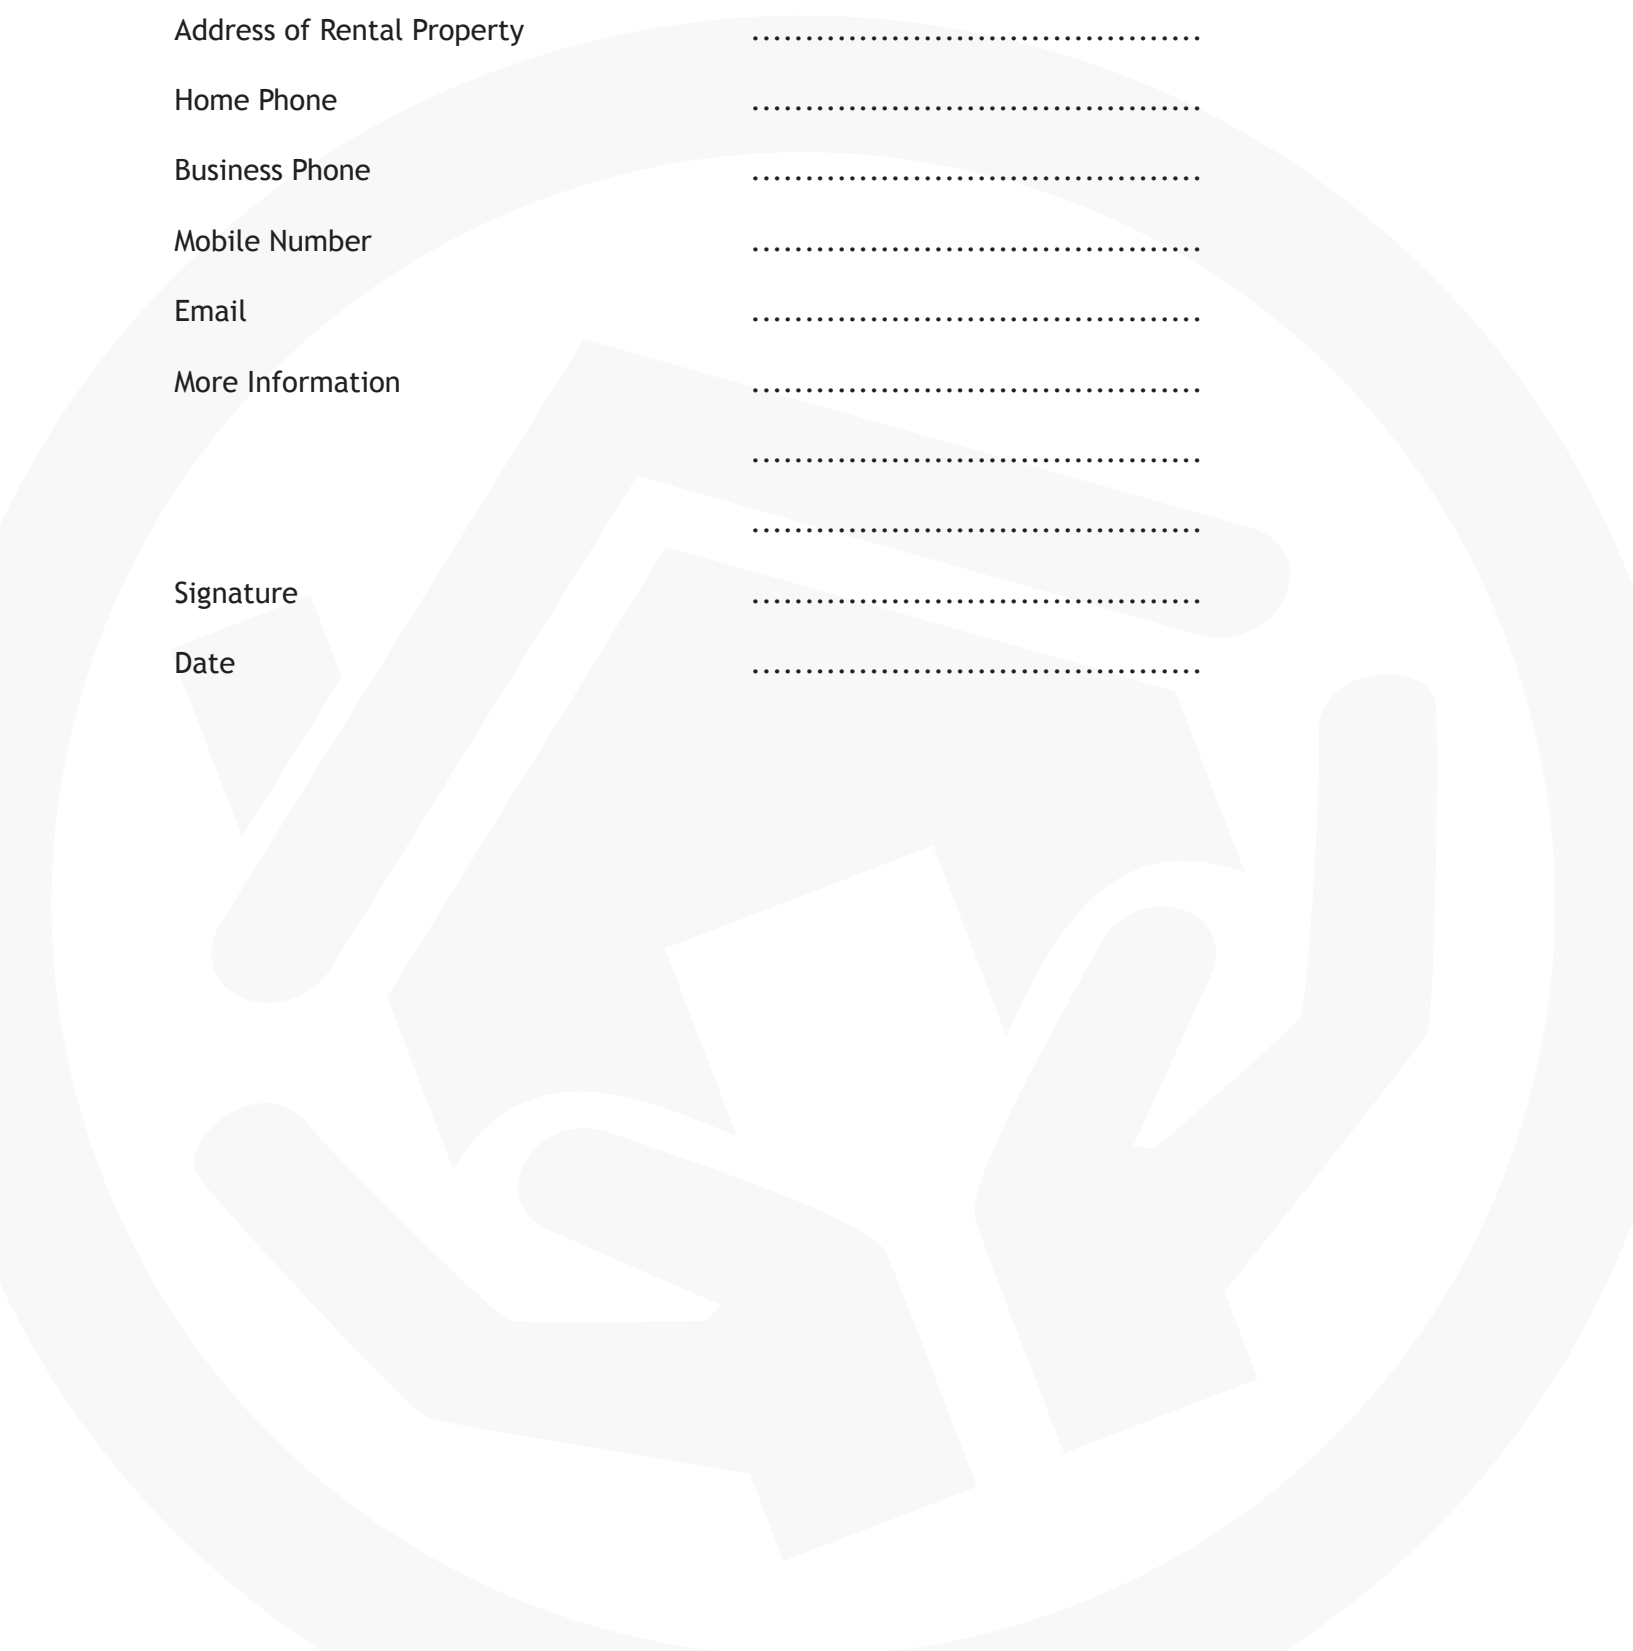 Address of Rental Property ..........................................
Home Phone ..........................................
Business Phone ..........................................
Mobile Number ..........................................
Email ..........................................
More Information ..........................................
..........................................
..........................................
Signature ..........................................
Date ..........................................